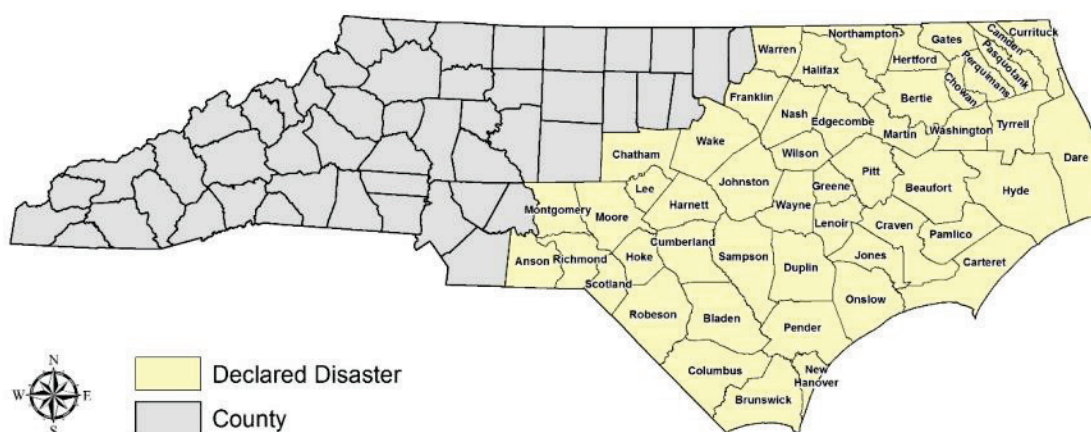 Northampton
Gates
Camden
Currituck
Pasquotank
Perquimans
Chowan
Warren
Hertford
Halifax
Franklin
Bertie
Nash
Edgecombe
Martin
Washington
Tyrrell
Dare
Wake
Chatham
Wilson
Pitt
Beaufort
Hyde
Johnston
Greene
Lee
Harnett
Wayne
Montgomery
Moore
Lenoir
Craven
Pamlico
Cumberland
Anson
Richmond
Hoke
Sampson
Duplin
Jones
Carteret
Scotland
Onslow
Robeson
Bladen
Pender
Columbus
New
Hanover
Brunswick
N
W
E
S
Declared Disaster
County